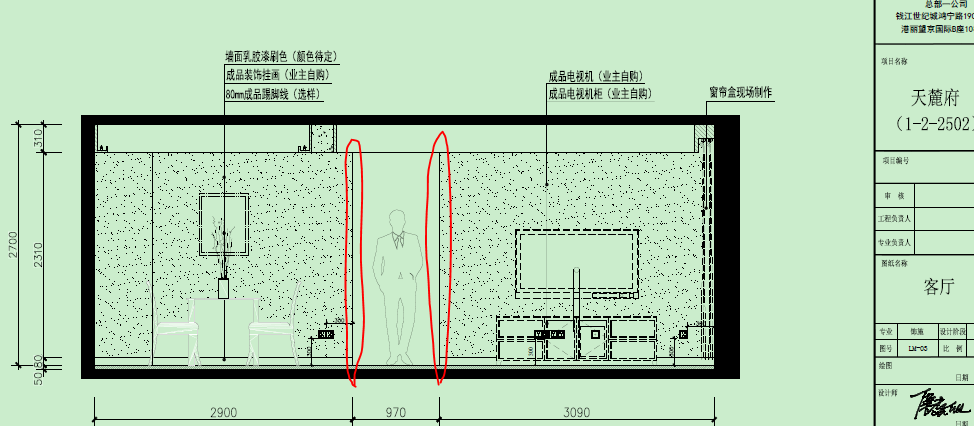 总部一公司
钱江世纪城鸿宁路190
港丽望京国际B座10
墙面乳胶漆刷色（颜色待定）
成品装饰挂画（业主自购）
80mm成品踢脚线（选样）
成品电视机（业主自购）
成品电视机柜（业主自购）
窗帘盒现场制作
310
2700
2310
80
50
2900
970
3090
项目名称
天麓府
（1-2-2502）
项目编号
审 核
工程负责人
专业负责人
图纸名称
客厅
专业 饰施 设计阶段
图号 LM-03 比 例
绘图
日期
设计师
日期